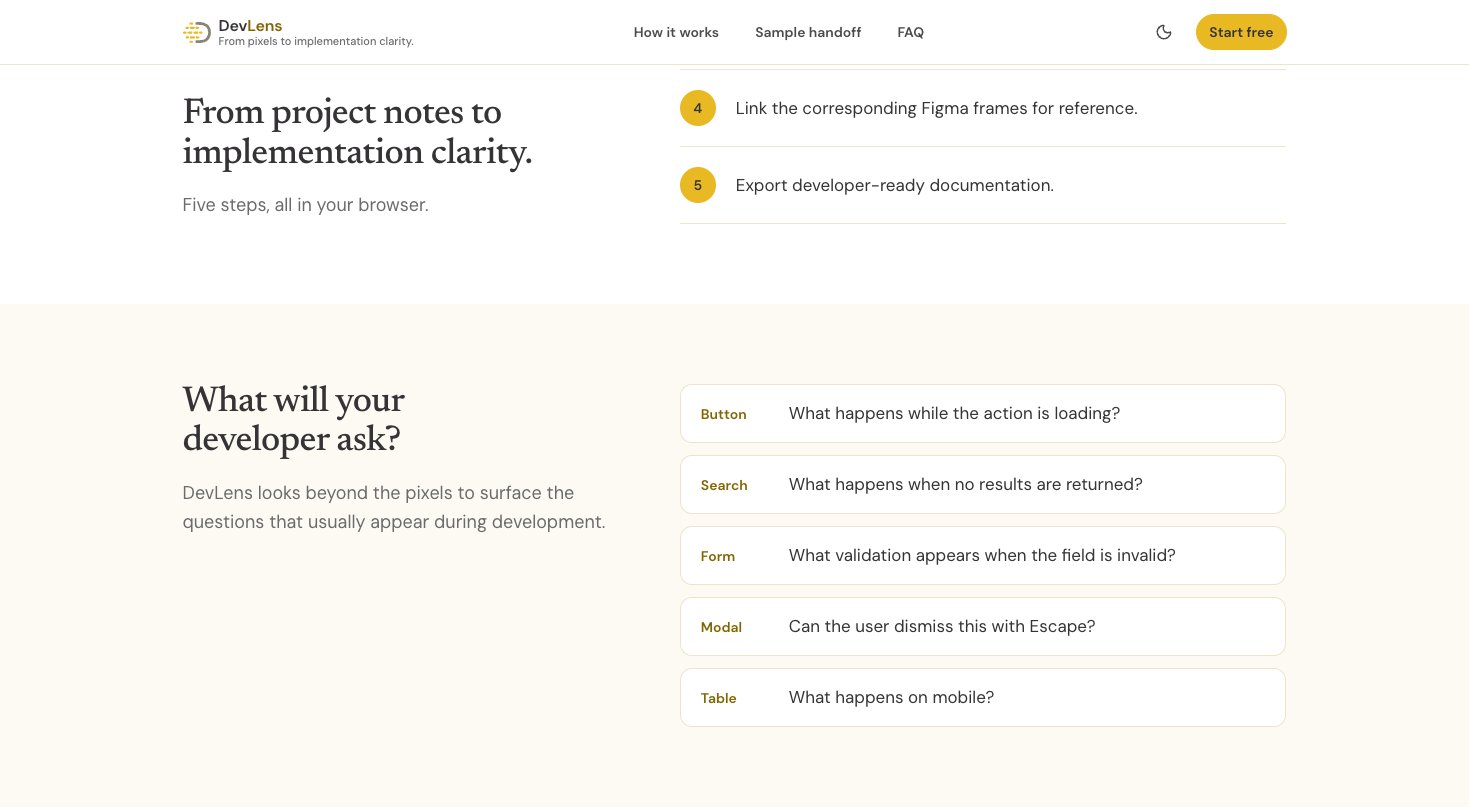 DevLens
From pixels to implementation clarity.
How it works
Sample handoff
FAQ
Start free
From project notes to
implementation clarity.
Five steps, all in your browser.
4
Link the corresponding Figma frames for reference.
5
Export developer-ready documentation.
What will your
developer ask?
DevLens looks beyond the pixels to surface the
questions that usually appear during development.
Button What happens while the action is loading?
Search What happens when no results are returned?
Form What validation appears when the field is invalid?
Modal Can the user dismiss this with Escape?
Table What happens on mobile?